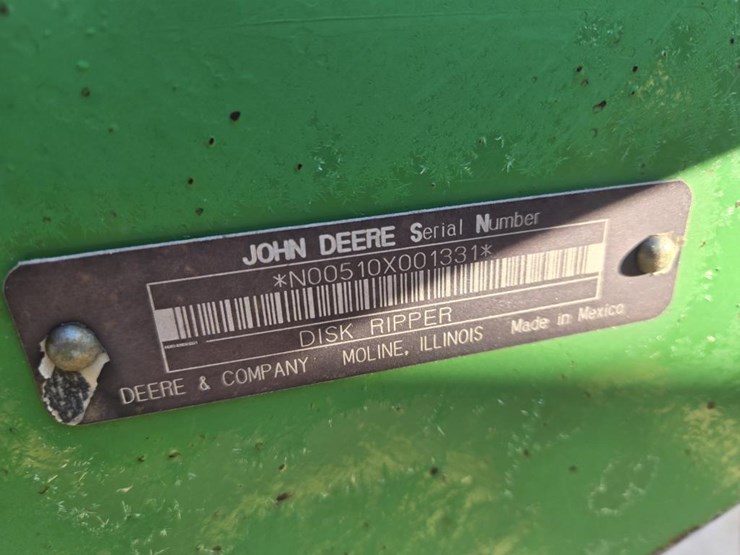 JOHN DEERE Serial Number
*N00510X001331*
DISK RIPPER
DEERE & COMPANY MOLINE, ILLINOIS Made in Mexico